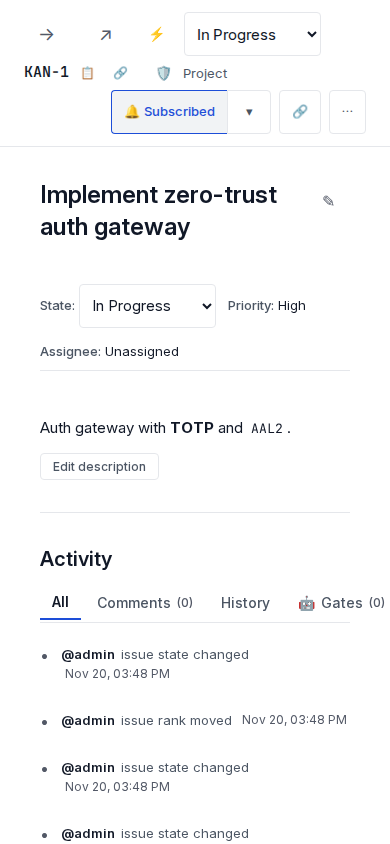 In Progress
KAN-1 Project
Subscribed
Implement zero-trust
auth gateway
State: In Progress Priority: High
Assignee: Unassigned
Auth gateway with TOTP and AAL2.
Edit description
Activity
All Comments (0) History Gates (0)
@admin issue state changed
Nov 20, 03:48 PM
@admin issue rank moved Nov 20, 03:48 PM
@admin issue state changed
Nov 20, 03:48 PM
@admin issue state changed